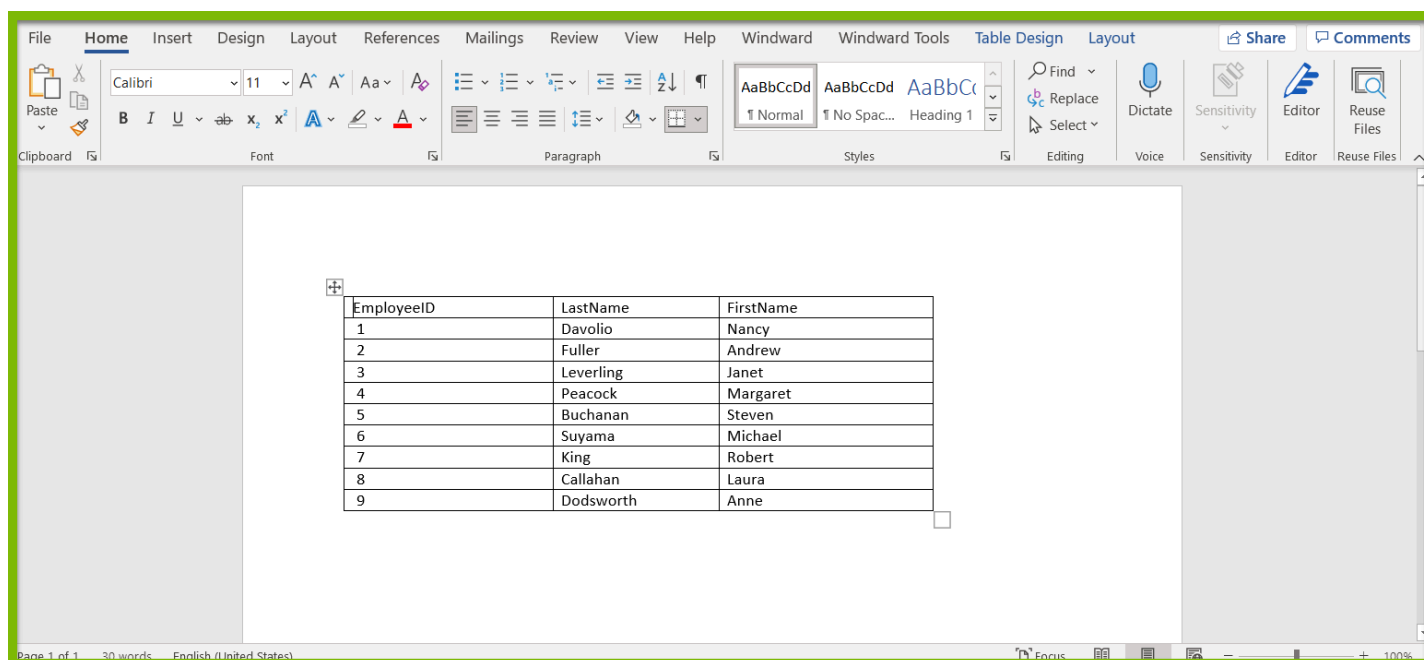 File Home Insert Design Layout References Mailings Review View Help Windward Windward Tools Table Design Layout Share Comments
Calibri 11 A^ A˅ Aa A AaBbCcDd AaBbCcDd AaBbCc Find
Paste B I U ab x₂ x² A A ¶ Normal ¶ No Spac... Heading 1 Replace Dictate Sensitivity Editor Reuse Files
Select
Clipboard Font Paragraph Styles Editing Voice Sensitivity Editor Reuse Files
EmployeeID LastName FirstName
1 Davolio Nancy
2 Fuller Andrew
3 Leverling Janet
4 Peacock Margaret
5 Buchanan Steven
6 Suyama Michael
7 King Robert
8 Callahan Laura
9 Dodsworth Anne
Page 1 of 1 30 words English (United States) Focus 100%